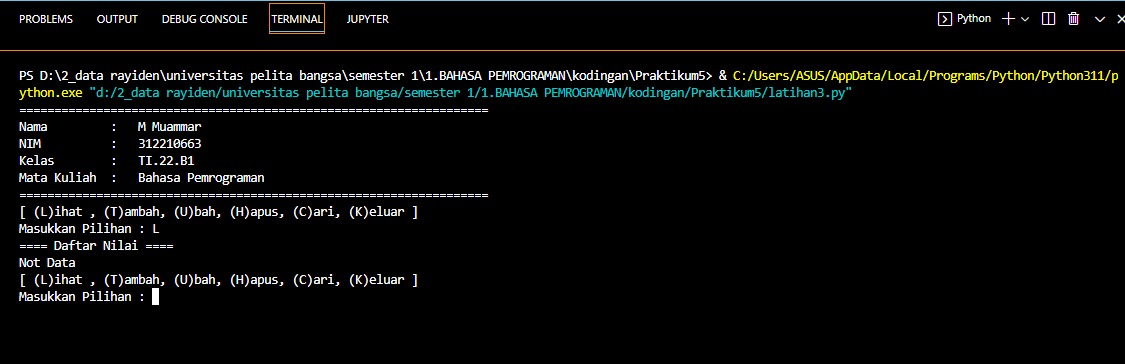 PROBLEMS OUTPUT DEBUG CONSOLE TERMINAL JUPYTER Python
PS D:\2_data rayiden\universitas pelita bangsa\semester 1\1.BAHASA PEMROGRAMAN\kodingan\Praktikum5> & C:/Users/ASUS/AppData/Local/Programs/Python/Python311/p
ython.exe "d:/2_data rayiden/universitas pelita bangsa/semester 1/1.BAHASA PEMROGRAMAN/kodingan/Praktikum5/latihan3.py"
===================================================================
Nama : M Muammar
NIM : 312210663
Kelas : TI.22.B1
Mata Kuliah : Bahasa Pemrograman
===================================================================
[ (L)ihat , (T)ambah, (U)bah, (H)apus, (C)ari, (K)eluar ]
Masukkan Pilihan : L
==== Daftar Nilai ====
Not Data
[ (L)ihat , (T)ambah, (U)bah, (H)apus, (C)ari, (K)eluar ]
Masukkan Pilihan :